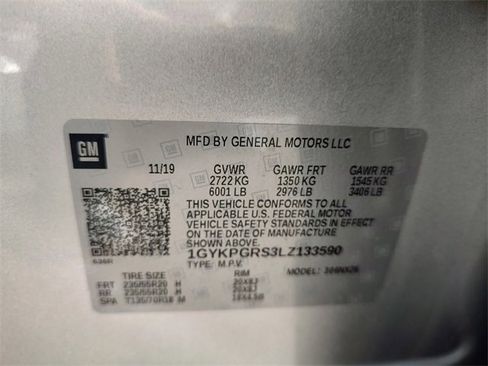 GM
MFD BY GENERAL MOTORS LLC
11/19 GVWR GAWR FRT GAWR RR
2722 KG 1350 KG 1545 KG
6001 LB 2976 LB 3406 LB
THIS VEHICLE CONFORMS TO ALL
APPLICABLE U.S. FEDERAL MOTOR
VEHICLE SAFETY STANDARDS IN EFFECT
ON THE DATE OF MANUFACTURE
SHOWN ABOVE.
1GYKPGRS3LZ133590
TYPE: M.P.V. MODEL:
RIM
FRT 235/55R20 H 20X8J
RR 235/55R20 H 20X8J
SPA T135/70R18 M 18X4.5B